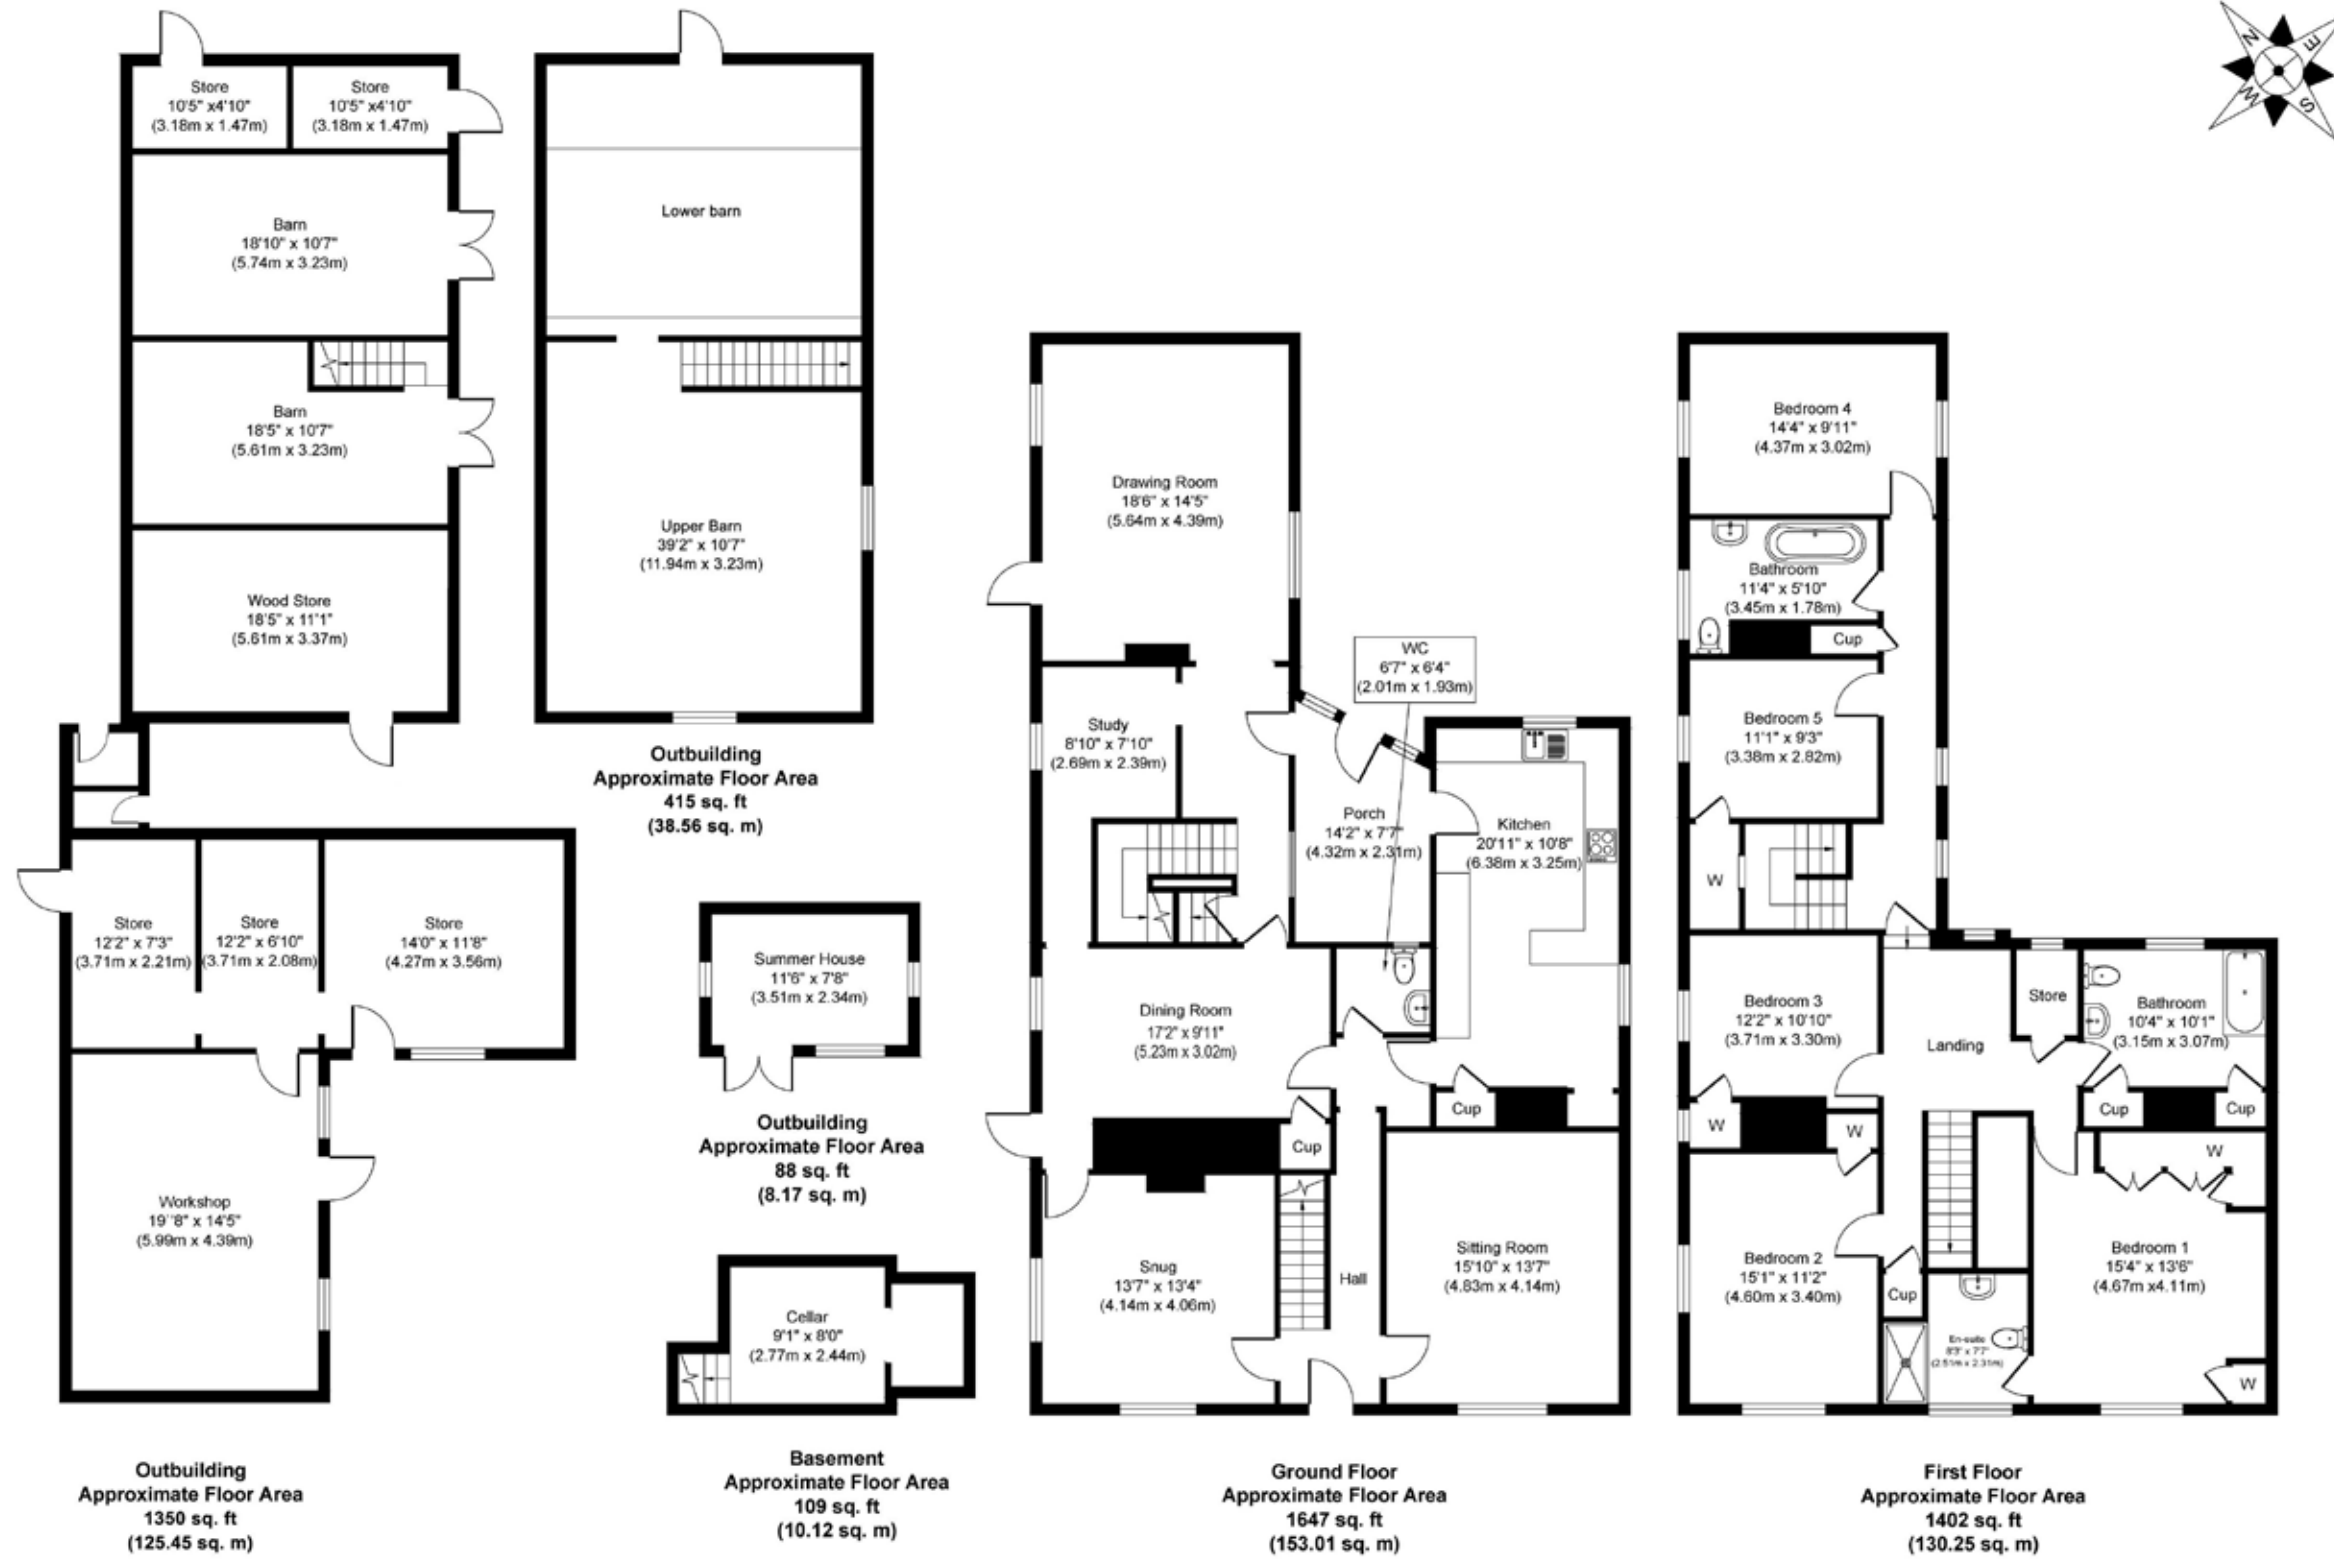 N
E
W
S
Store
10'5" x4'10"
(3.18m x 1.47m)
Store
10'5" x4'10"
(3.18m x 1.47m)
Barn
18'10" x 10'7"
(5.74m x 3.23m)
Barn
18'5" x 10'7"
(5.61m x 3.23m)
Wood Store
18'5" x 11'1"
(5.61m x 3.37m)
Store
12'2" x 7'3"
(3.71m x 2.21m)
Store
12'2" x 6'10"
(3.71m x 2.08m)
Store
14'0" x 11'8"
(4.27m x 3.56m)
Workshop
19''8" x 14'5"
(5.99m x 4.39m)
Outbuilding
Approximate Floor Area
1350 sq. ft
(125.45 sq. m)
Lower barn
Upper Barn
39'2" x 10'7"
(11.94m x 3.23m)
Outbuilding
Approximate Floor Area
415 sq. ft
(38.56 sq. m)
Summer House
11'6" x 7'8"
(3.51m x 2.34m)
Outbuilding
Approximate Floor Area
88 sq. ft
(8.17 sq. m)
Cellar
9'1" x 8'0"
(2.77m x 2.44m)
Basement
Approximate Floor Area
109 sq. ft
(10.12 sq. m)
Drawing Room
18'6" x 14'5"
(5.64m x 4.39m)
WC
6'7" x 6'4"
(2.01m x 1.93m)
Study
8'10" x 7'10"
(2.69m x 2.39m)
Porch
14'2" x 7'7"
(4.32m x 2.31m)
Kitchen
20'11" x 10'8"
(6.38m x 3.25m)
Dining Room
17'2" x 9'11"
(5.23m x 3.02m)
Cup
Cup
Snug
13'7" x 13'4"
(4.14m x 4.06m)
Hall
Sitting Room
15'10" x 13'7"
(4.83m x 4.14m)
Ground Floor
Approximate Floor Area
1647 sq. ft
(153.01 sq. m)
Bedroom 4
14'4" x 9'11"
(4.37m x 3.02m)
Bathroom
11'4" x 5'10"
(3.45m x 1.78m)
Cup
Bedroom 5
11'1" x 9'3"
(3.38m x 2.82m)
W
Bedroom 3
12'2" x 10'10"
(3.71m x 3.30m)
Landing
Store
Bathroom
10'4" x 10'1"
(3.15m x 3.07m)
W
W
Cup
Cup
W
Bedroom 2
15'1" x 11'2"
(4.60m x 3.40m)
Cup
En-suite
8'3" x 7'7"
(2.51m x 2.31m)
Bedroom 1
15'4" x 13'6"
(4.67m x4.11m)
W
First Floor
Approximate Floor Area
1402 sq. ft
(130.25 sq. m)